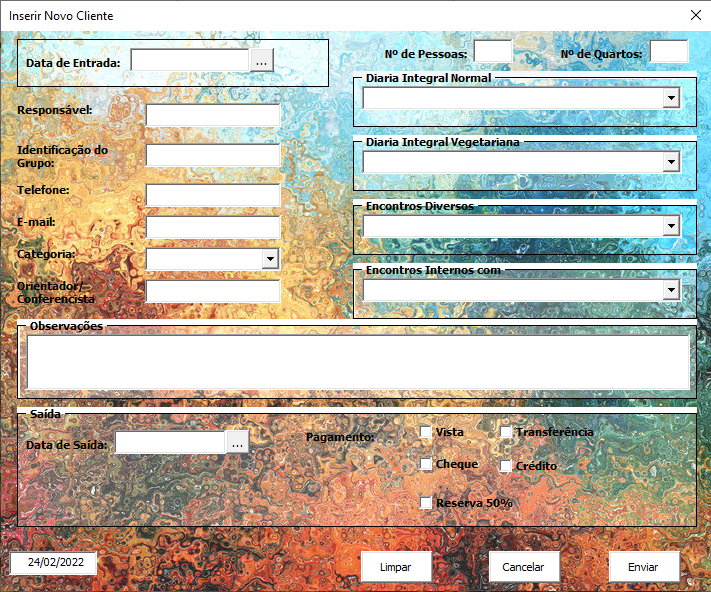 Inserir Novo Cliente
Data de Entrada:
...
Nº de Pessoas:
Nº de Quartos:
Diaria Integral Normal
Responsável:
Identificação do
Grupo:
Diaria Integral Vegetariana
Telefone:
E-mail:
Encontros Diversos
Categoria:
Encontros Internos com
Orientador/
Conferencista
Observações
Saída
Data de Saída:
...
Pagamento:
Vista
Transferência
Cheque
Crédito
Reserva 50%
24/02/2022
Limpar
Cancelar
Enviar